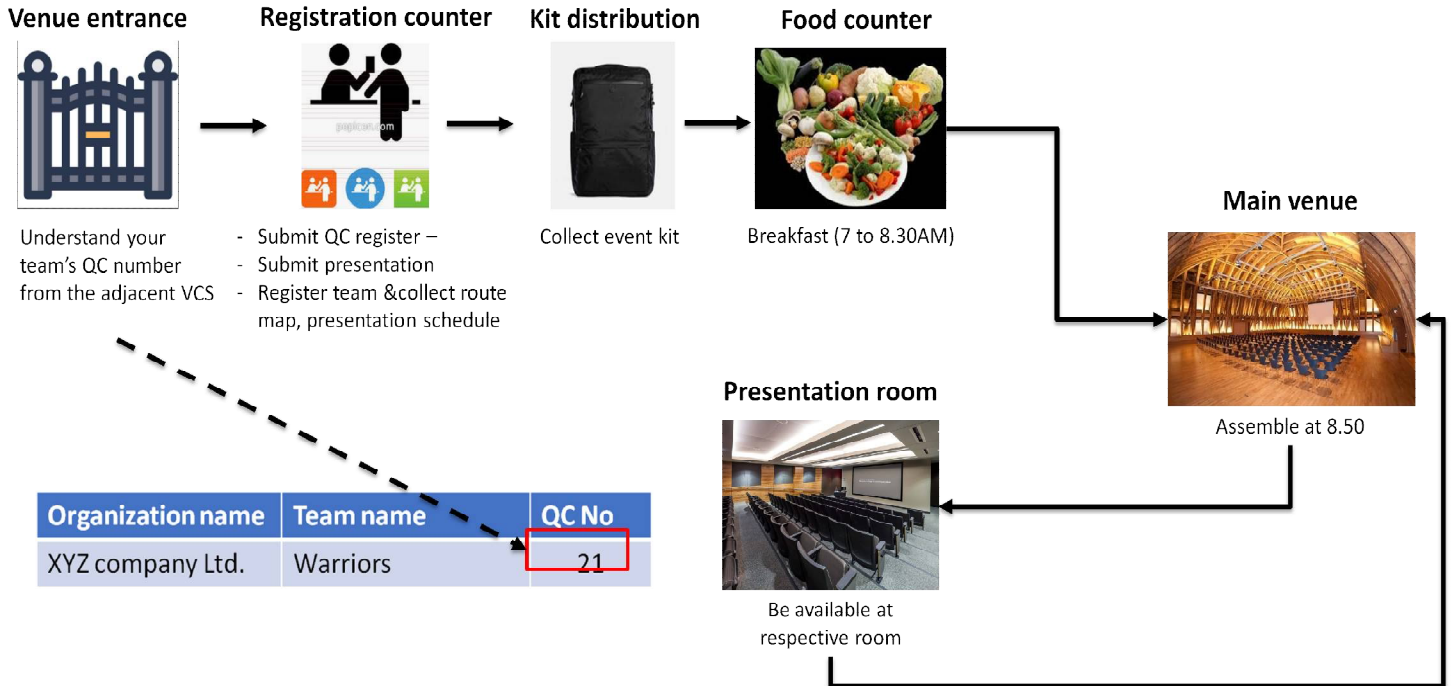 Venue entrance
Registration counter
Kit distribution
Food counter
pngicon.com
Understand your
team's QC number
from the adjacent VCS
- Submit QC register –
- Submit presentation
- Register team &collect route
map, presentation schedule
Collect event kit
Breakfast (7 to 8.30AM)
Main venue
Assemble at 8.50
Presentation room
Be available at
respective room
Organization name Team name QC No
XYZ company Ltd. Warriors 21